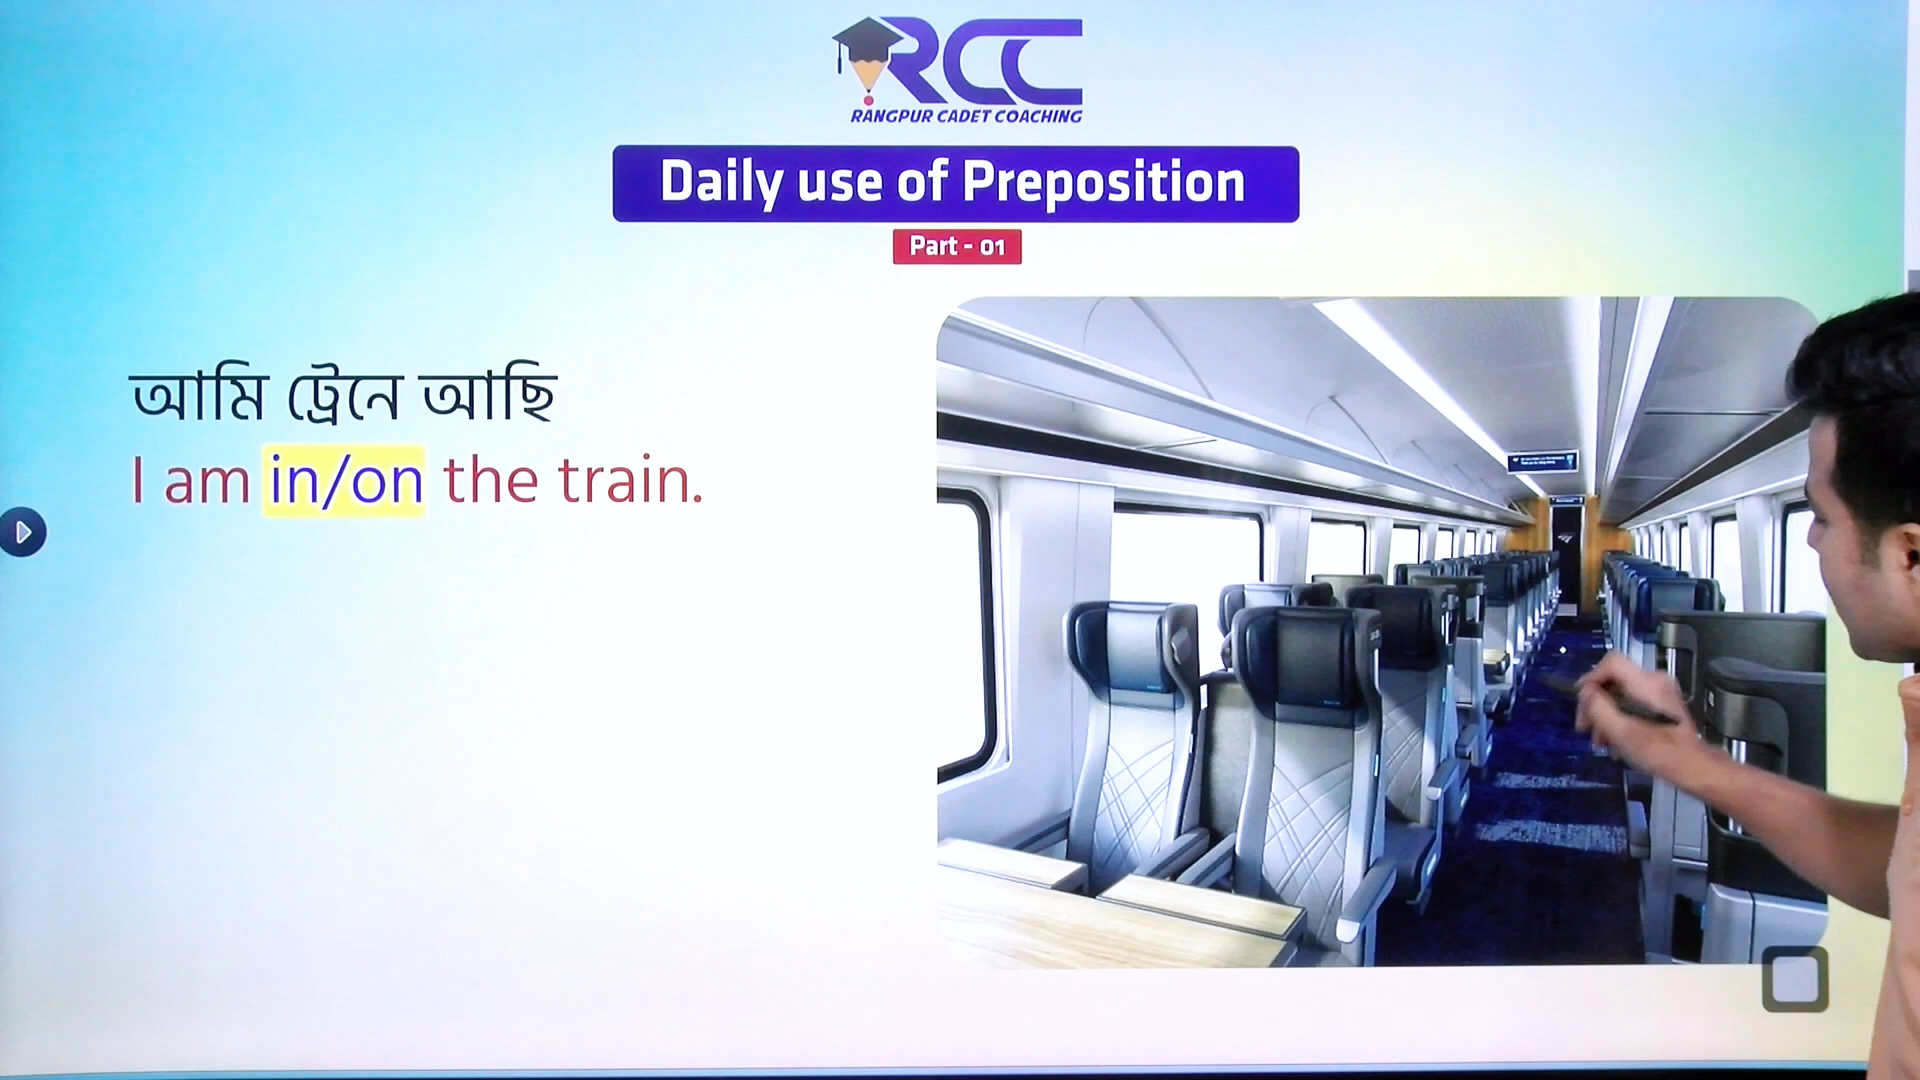 RCC
RANGPUR CADET COACHING
Daily use of Preposition
Part - 01
আমি ট্রেনে আছি
I am in/on the train.